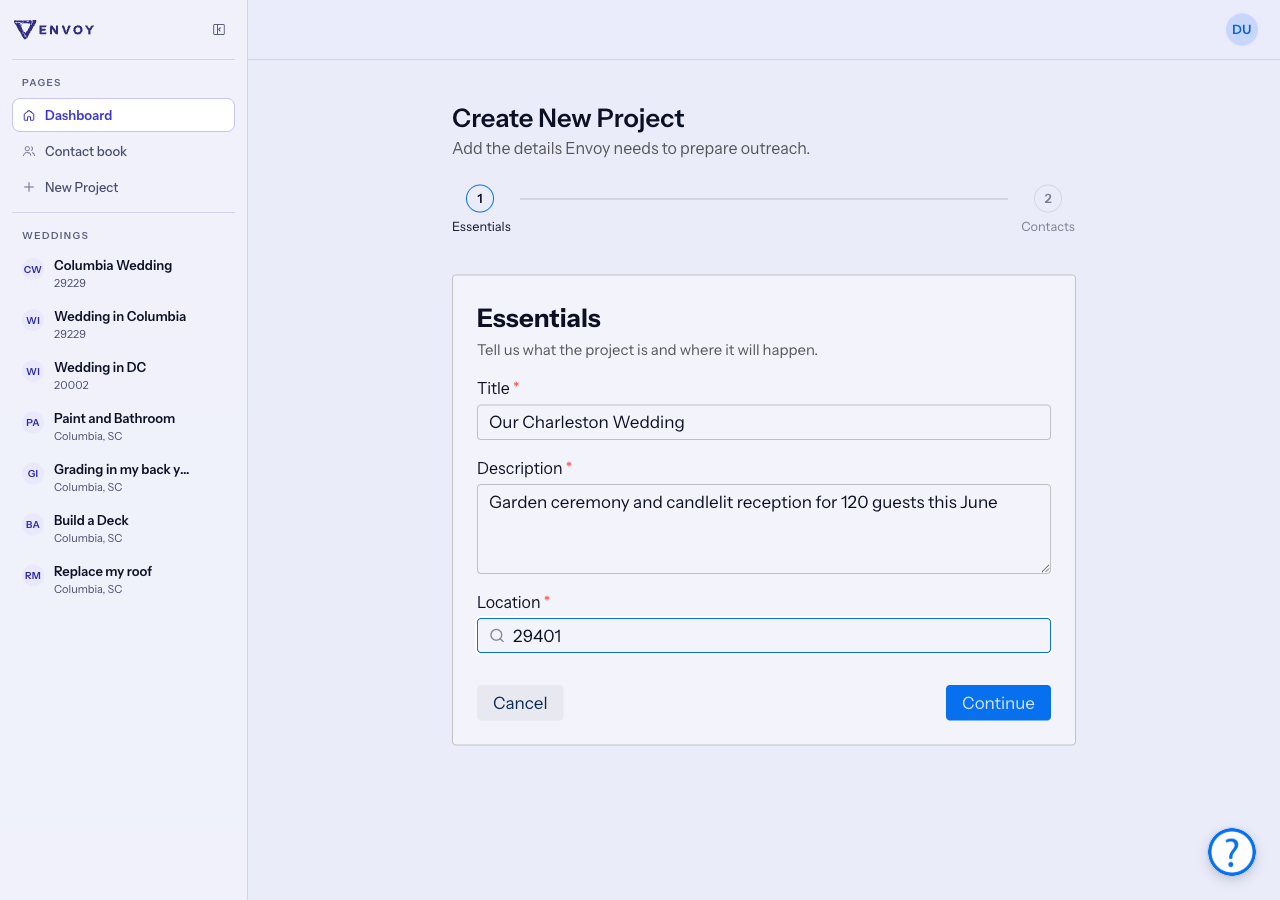 ENVOY
DU
PAGES
Dashboard
Contact book
New Project
WEDDINGS
CW
Columbia Wedding
29229
WI
Wedding in Columbia
29229
WI
Wedding in DC
20002
PA
Paint and Bathroom
Columbia, SC
GI
Grading in my back y...
Columbia, SC
BA
Build a Deck
Columbia, SC
RM
Replace my roof
Columbia, SC
Create New Project
Add the details Envoy needs to prepare outreach.
1
Essentials
2
Contacts
Essentials
Tell us what the project is and where it will happen.
Title *
Our Charleston Wedding
Description *
Garden ceremony and candlelit reception for 120 guests this June
Location *
29401
Cancel
Continue
?